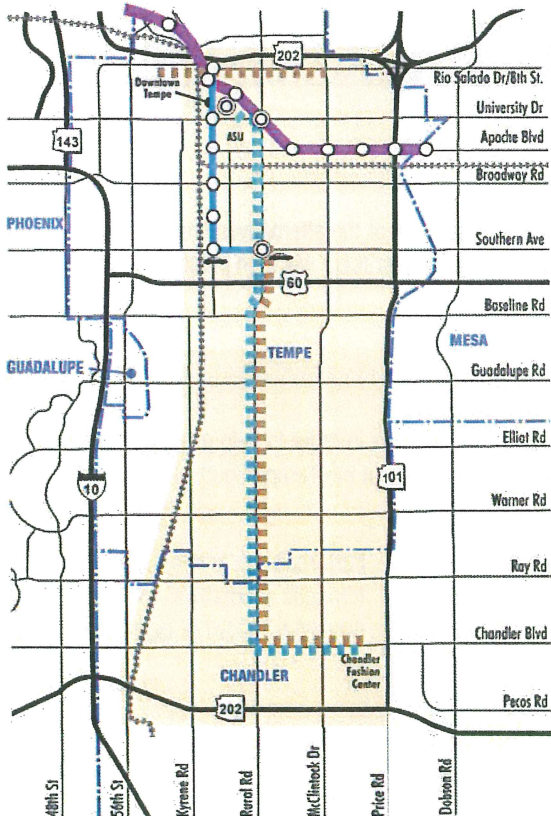 202
Rio Salado Dr/8th St.
Downtown
Tempe
University Dr
143
ASU
Apache Blvd
Broadway Rd
PHOENIX
Southern Ave
60
Baseline Rd
TEMPE
MESA
GUADALUPE
Guadalupe Rd
Elliot Rd
101
10
Warner Rd
Ray Rd
Chandler Blvd
CHANDLER
Chandler
Fashion
Center
202
Pecos Rd
48th St
56th St
Kyrene Rd
Rural Rd
McClintock Dr
Price Rd
Dobson Rd